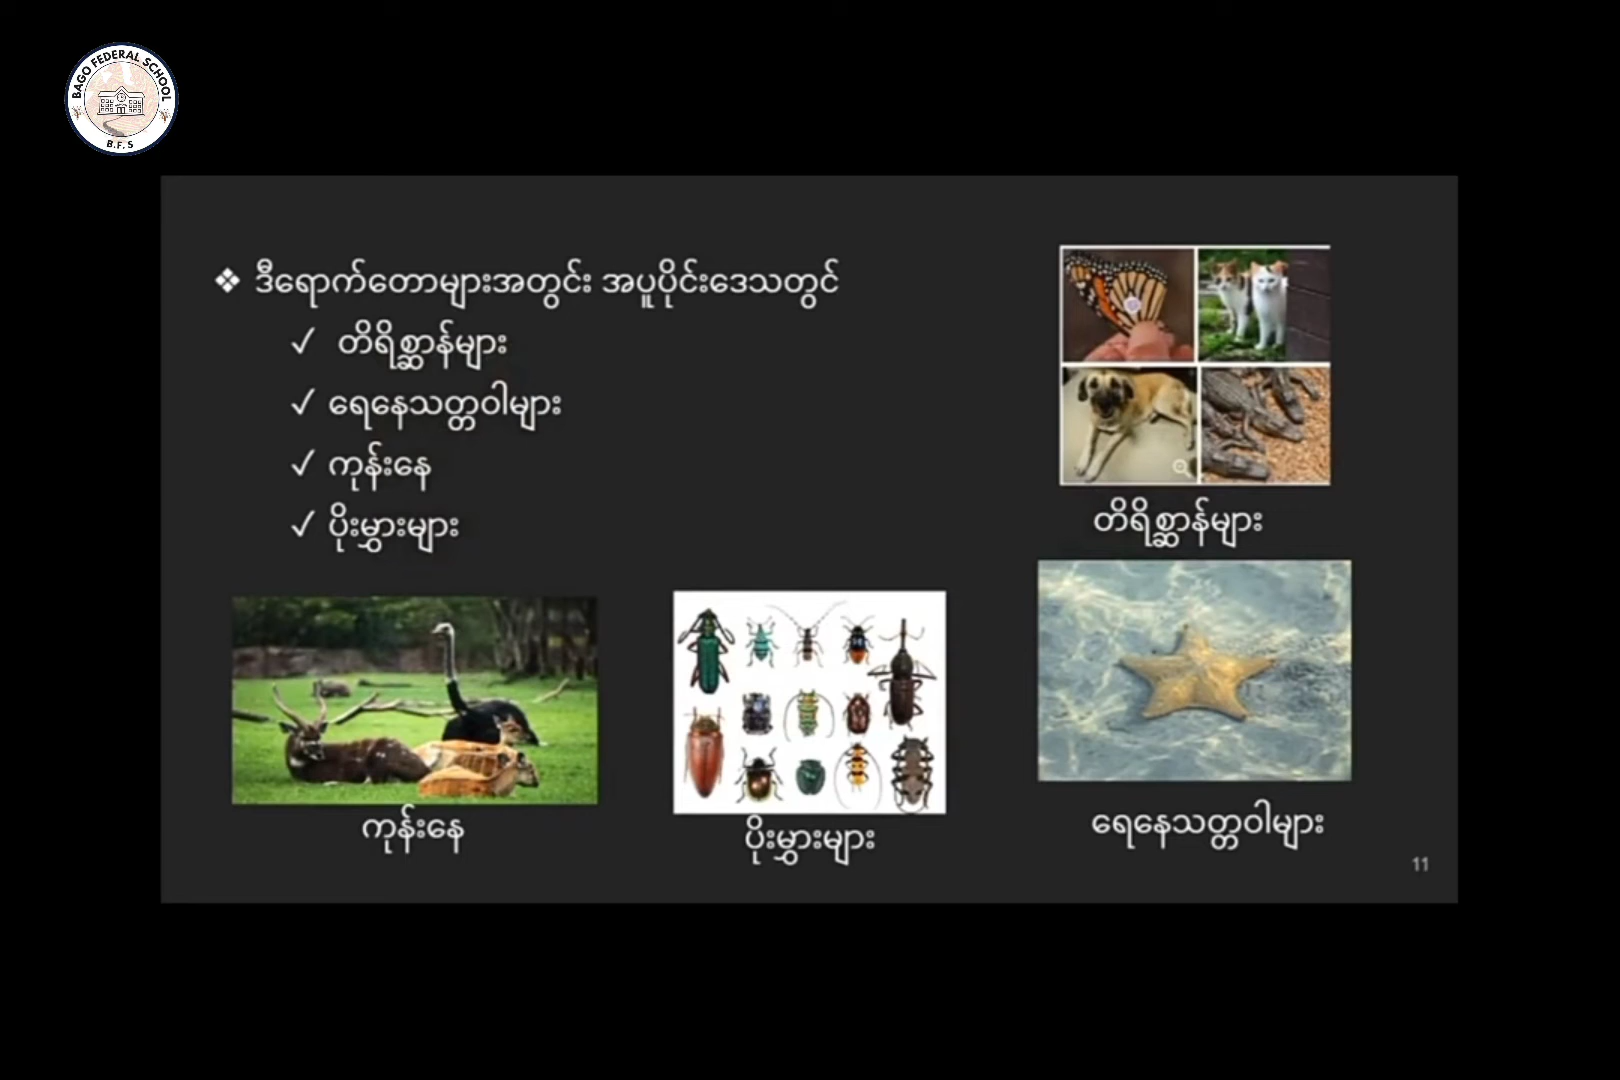 BAGO FEDERAL SCHOOL
B.F.S
❖ ဒီရောက်တောများအတွင်း အပူပိုင်းဒေသတွင်
✓ တိရိစ္ဆာန်များ
✓ ရေနေသတ္တဝါများ
✓ ကုန်းနေ
✓ ပိုးမွှားများ
တိရိစ္ဆာန်များ
ကုန်းနေ
ပိုးမွှားများ
ရေနေသတ္တဝါများ
11